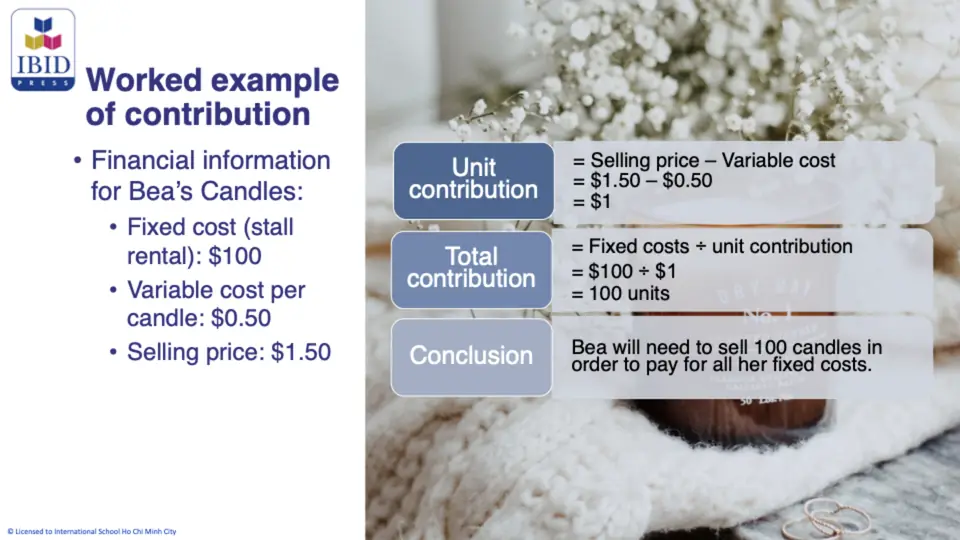 IBID
PRESS
Worked example
of contribution
• Financial information
for Bea's Candles:
• Fixed cost (stall
rental): $100
• Variable cost per
candle: $0.50
• Selling price: $1.50
Unit
contribution
= Selling price – Variable cost
= $1.50 – $0.50
= $1
Total
contribution
= Fixed costs ÷ unit contribution
= $100 ÷ $1
= 100 units
Conclusion
Bea will need to sell 100 candles in
order to pay for all her fixed costs.
No. 1
© Licensed to International School Ho Chi Minh City